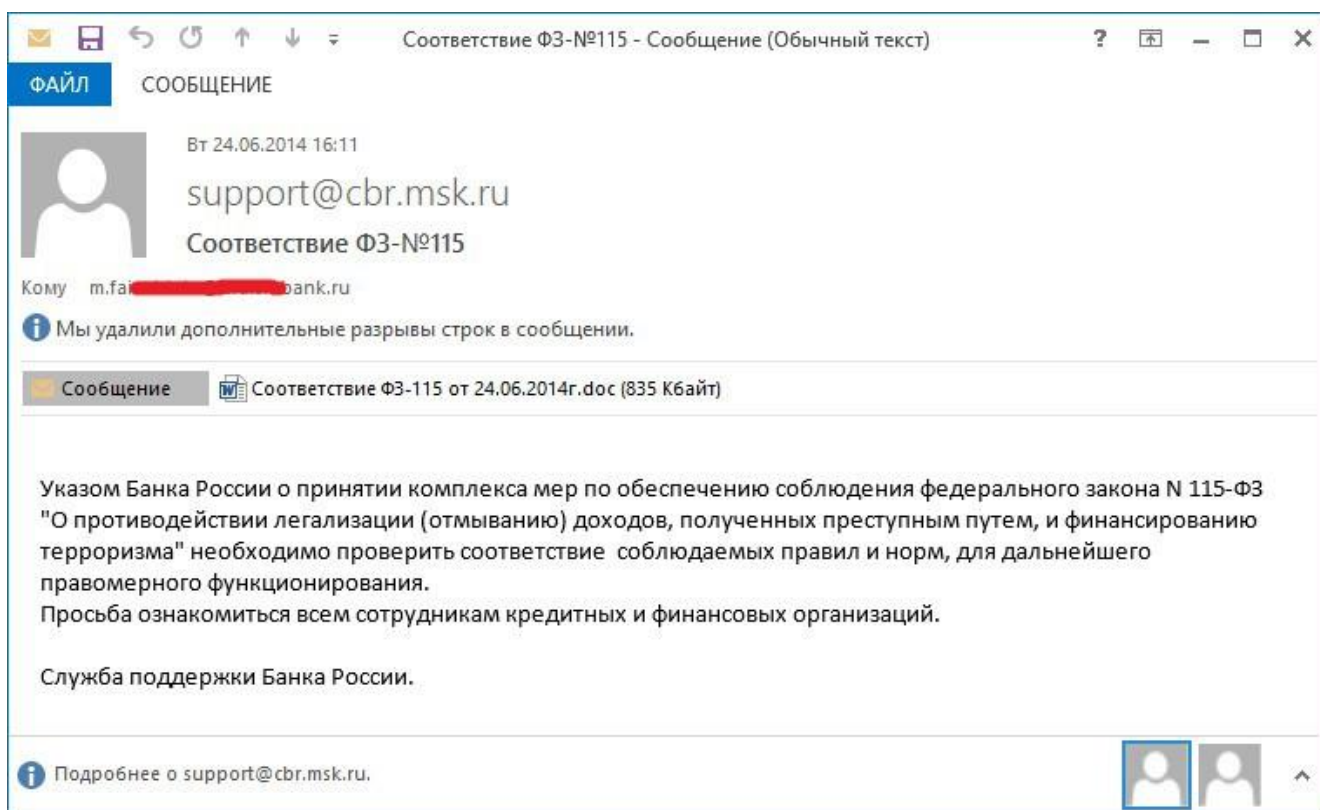 Соответствие ФЗ-№115 - Сообщение (Обычный текст)
ФАЙЛ СООБЩЕНИЕ
Вт 24.06.2014 16:11
support@cbr.msk.ru
Соответствие ФЗ-№115
Кому m.fai bank.ru
Мы удалили дополнительные разрывы строк в сообщении.
Сообщение Соответствие ФЗ-115 от 24.06.2014г.doc (835 Кбайт)
Указом Банка России о принятии комплекса мер по обеспечению соблюдения федерального закона N 115-ФЗ
"О противодействии легализации (отмыванию) доходов, полученных преступным путем, и финансированию
терроризма" необходимо проверить соответствие  соблюдаемых правил и норм, для дальнейшего
правомерного функционирования.
Просьба ознакомиться всем сотрудникам кредитных и финансовых организаций.
Служба поддержки Банка России.
Подробнее о support@cbr.msk.ru.